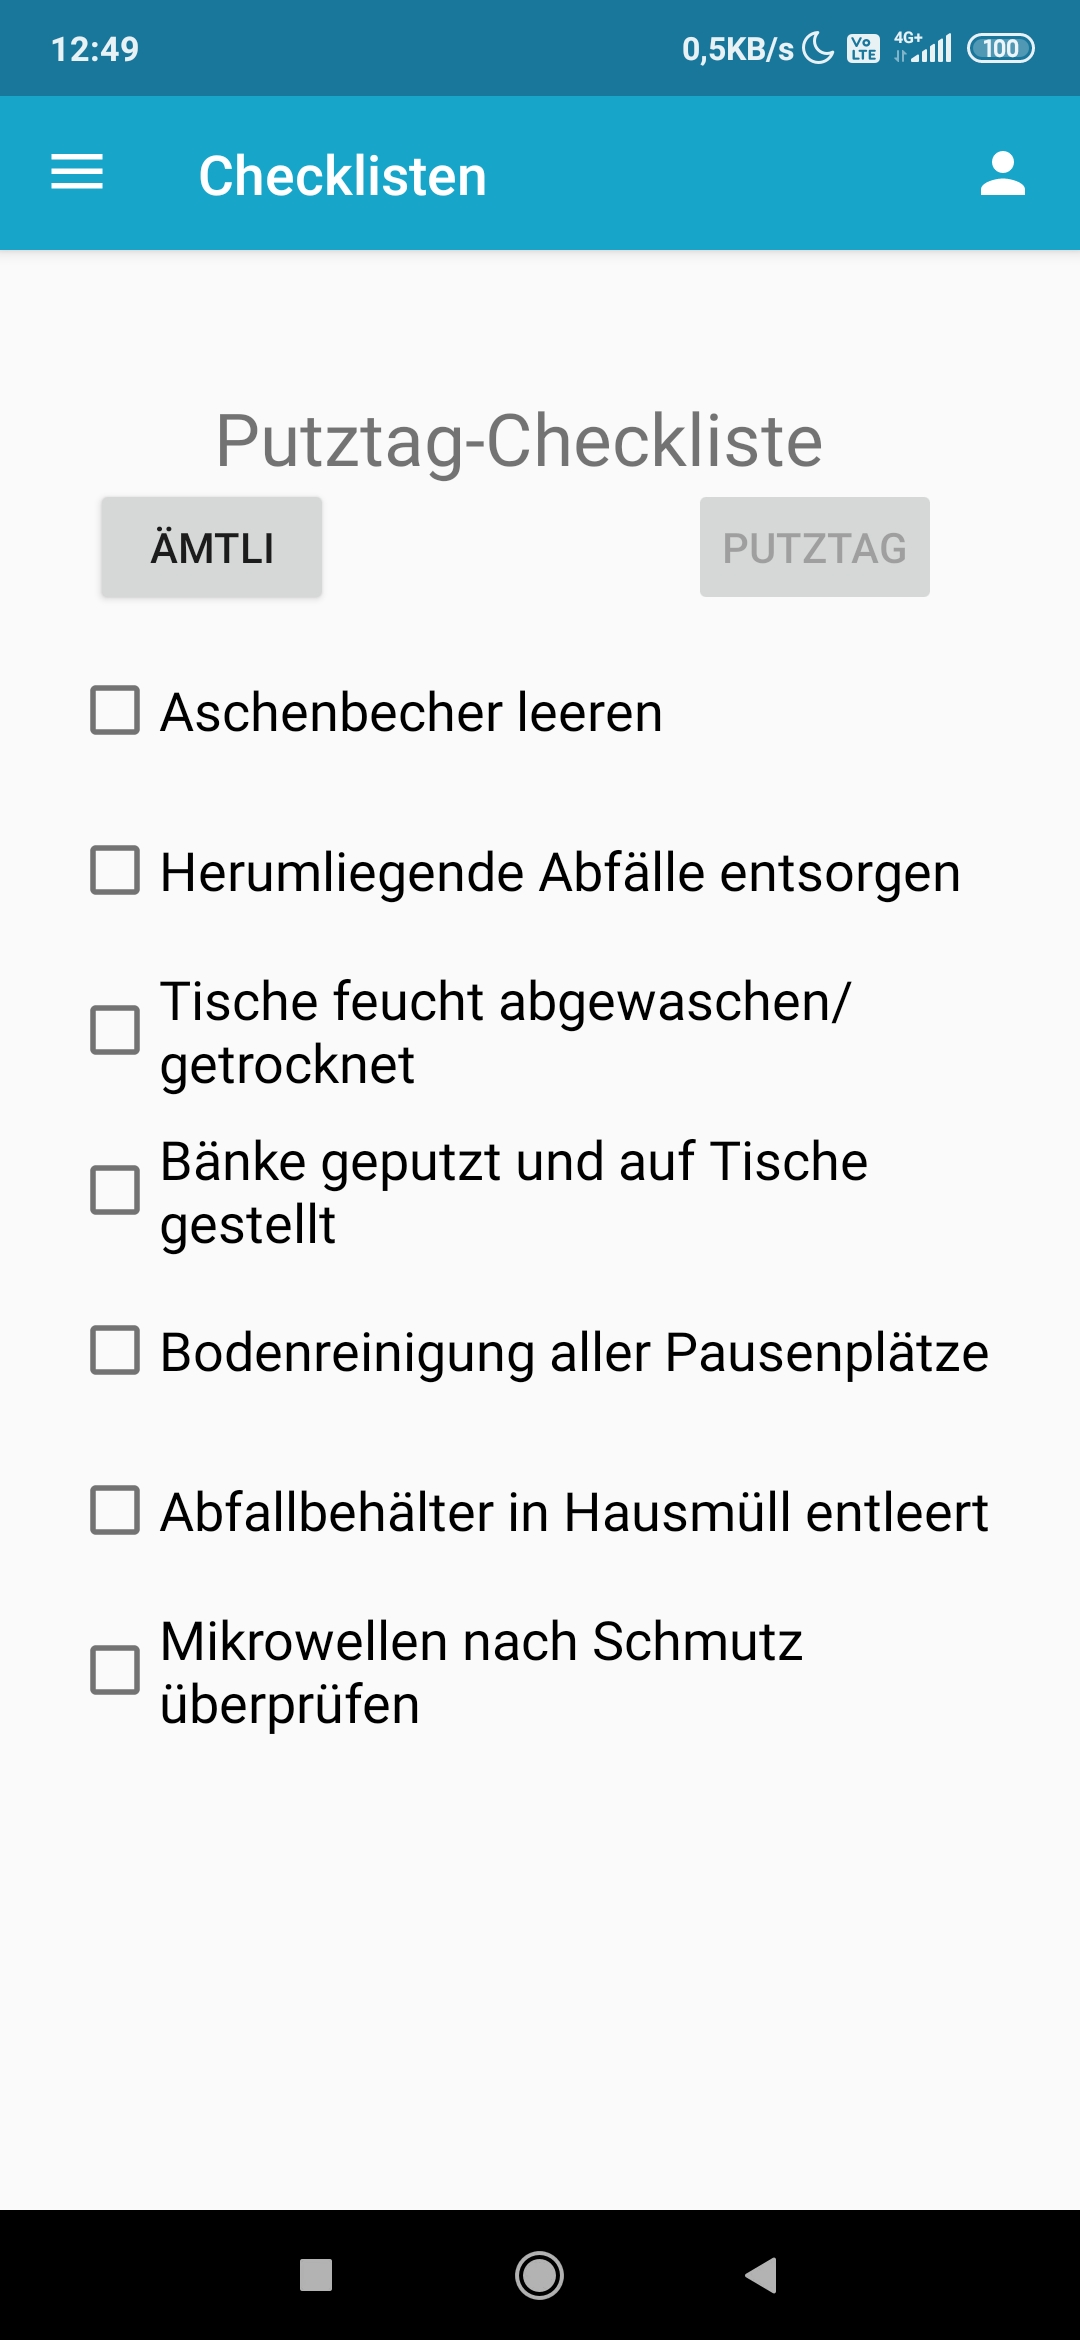 12:49
0,5KB/s Vo LTE 4G+ 100
Checklisten
Putztag-Checkliste
ÄMTLI PUTZTAG
Aschenbecher leeren
Herumliegende Abfälle entsorgen
Tische feucht abgewaschen/
getrocknet
Bänke geputzt und auf Tische
gestellt
Bodenreinigung aller Pausenplätze
Abfallbehälter in Hausmüll entleert
Mikrowellen nach Schmutz
überprüfen